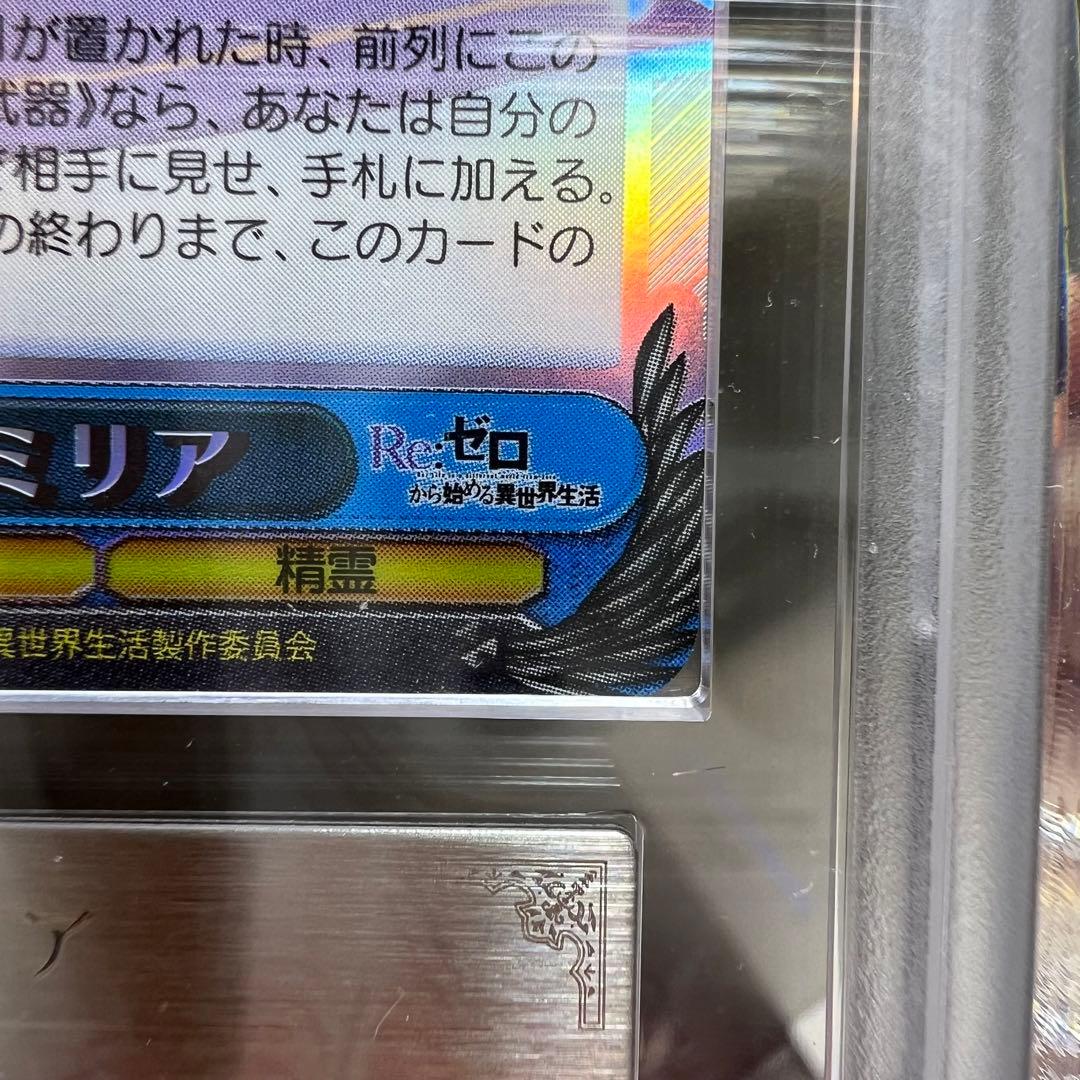 が置かれた時、前列にこの
武器》なら、あなたは自分の
相手に見せ、手札に加える。
の終わりまで、このカードの
ミリア
Re:ゼロ
から始める異世界生活
精霊
異世界生活製作委員会